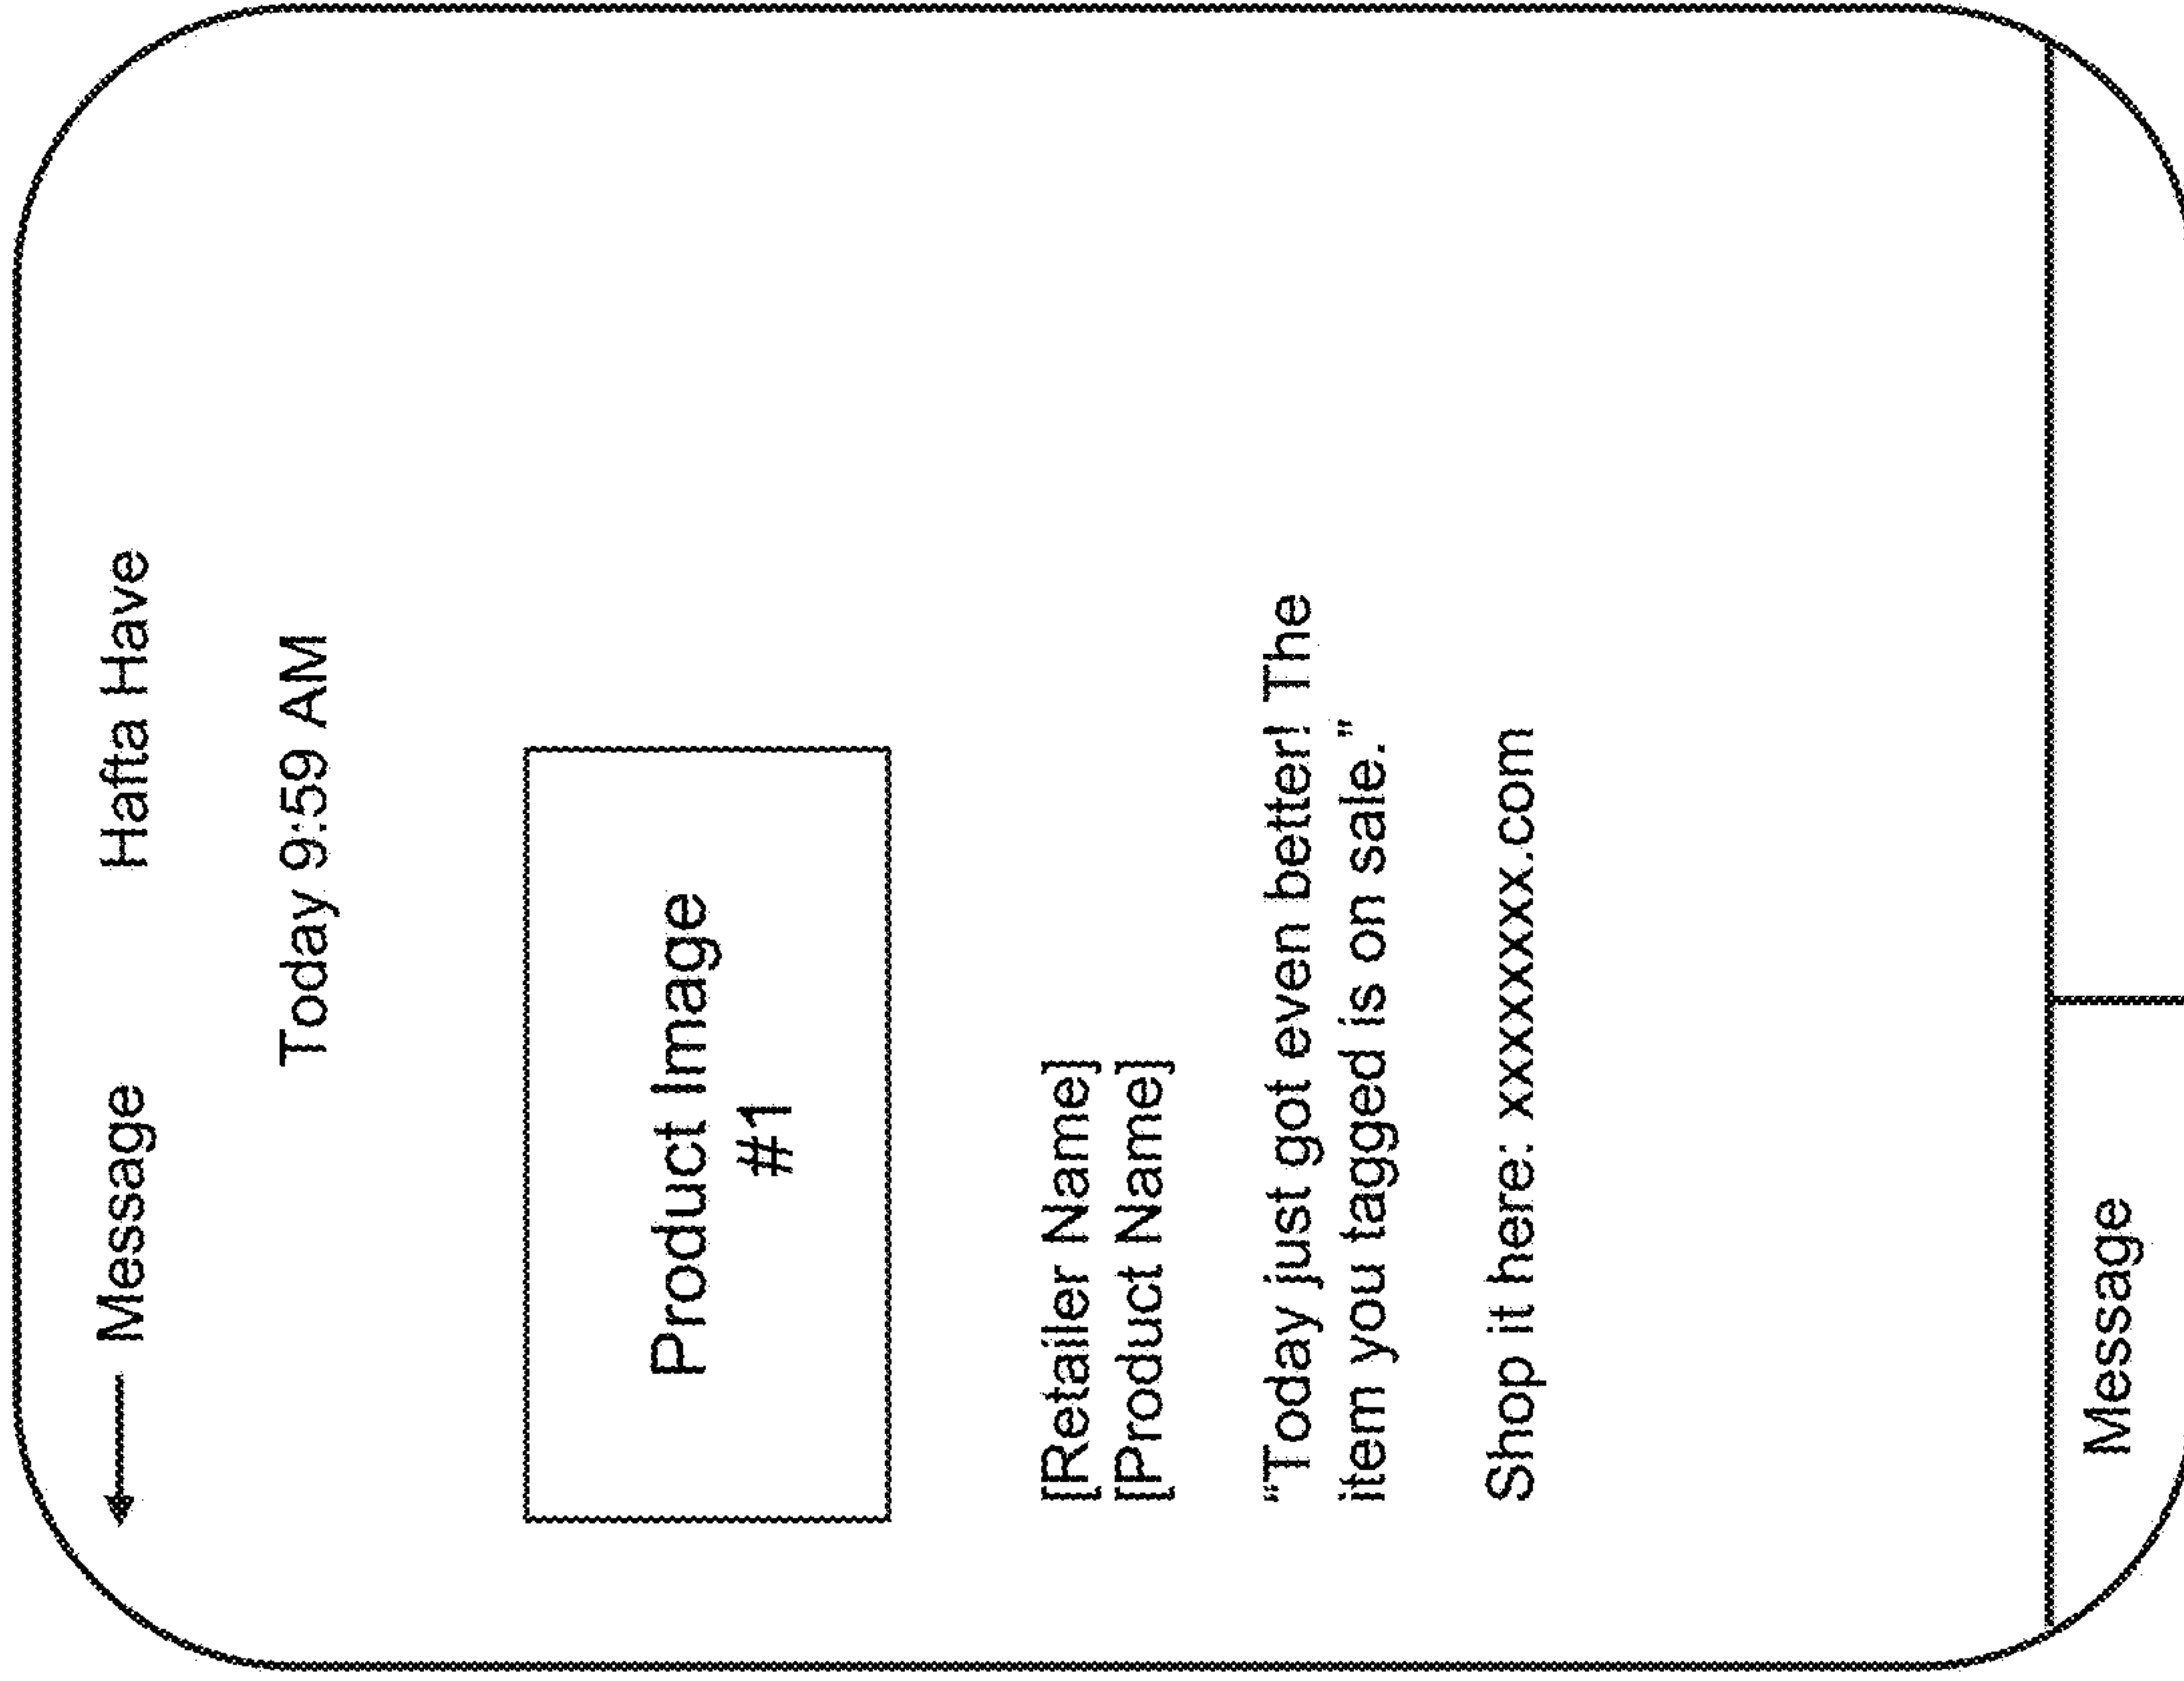 Message Hafta Have
Today 9:59 AM
Product Image
#1
[Retailer Name]
[Product Name]
"Today just got even better! The
item you tagged is on sale."
Shop it here: xxxxxxxx.com
Message